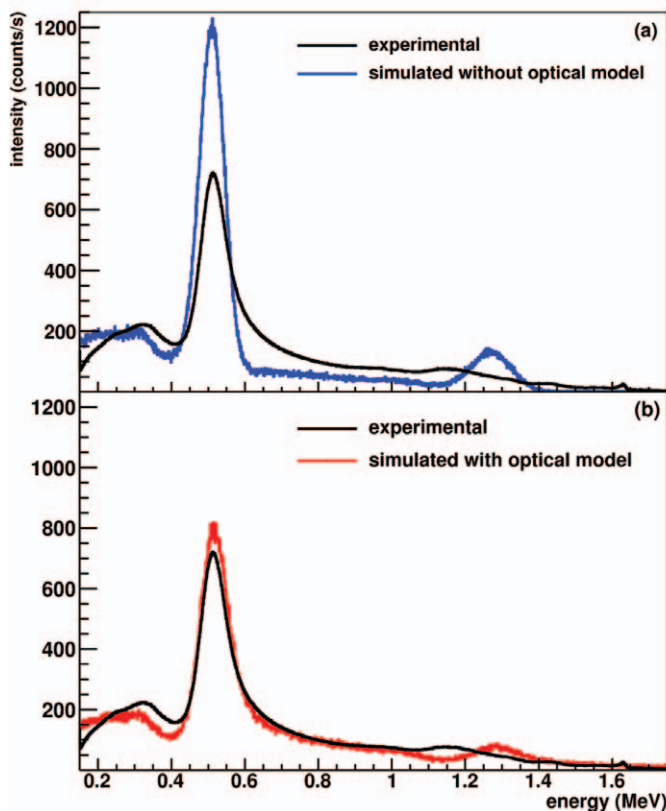 (a)
1200
1000
800
600
400
200
intensity (counts/s)
experimental
simulated without optical model
(b)
1200
1000
800
600
400
200
experimental
simulated with optical model
0.2 0.4 0.6 0.8 1 1.2 1.4 1.6
energy (MeV)